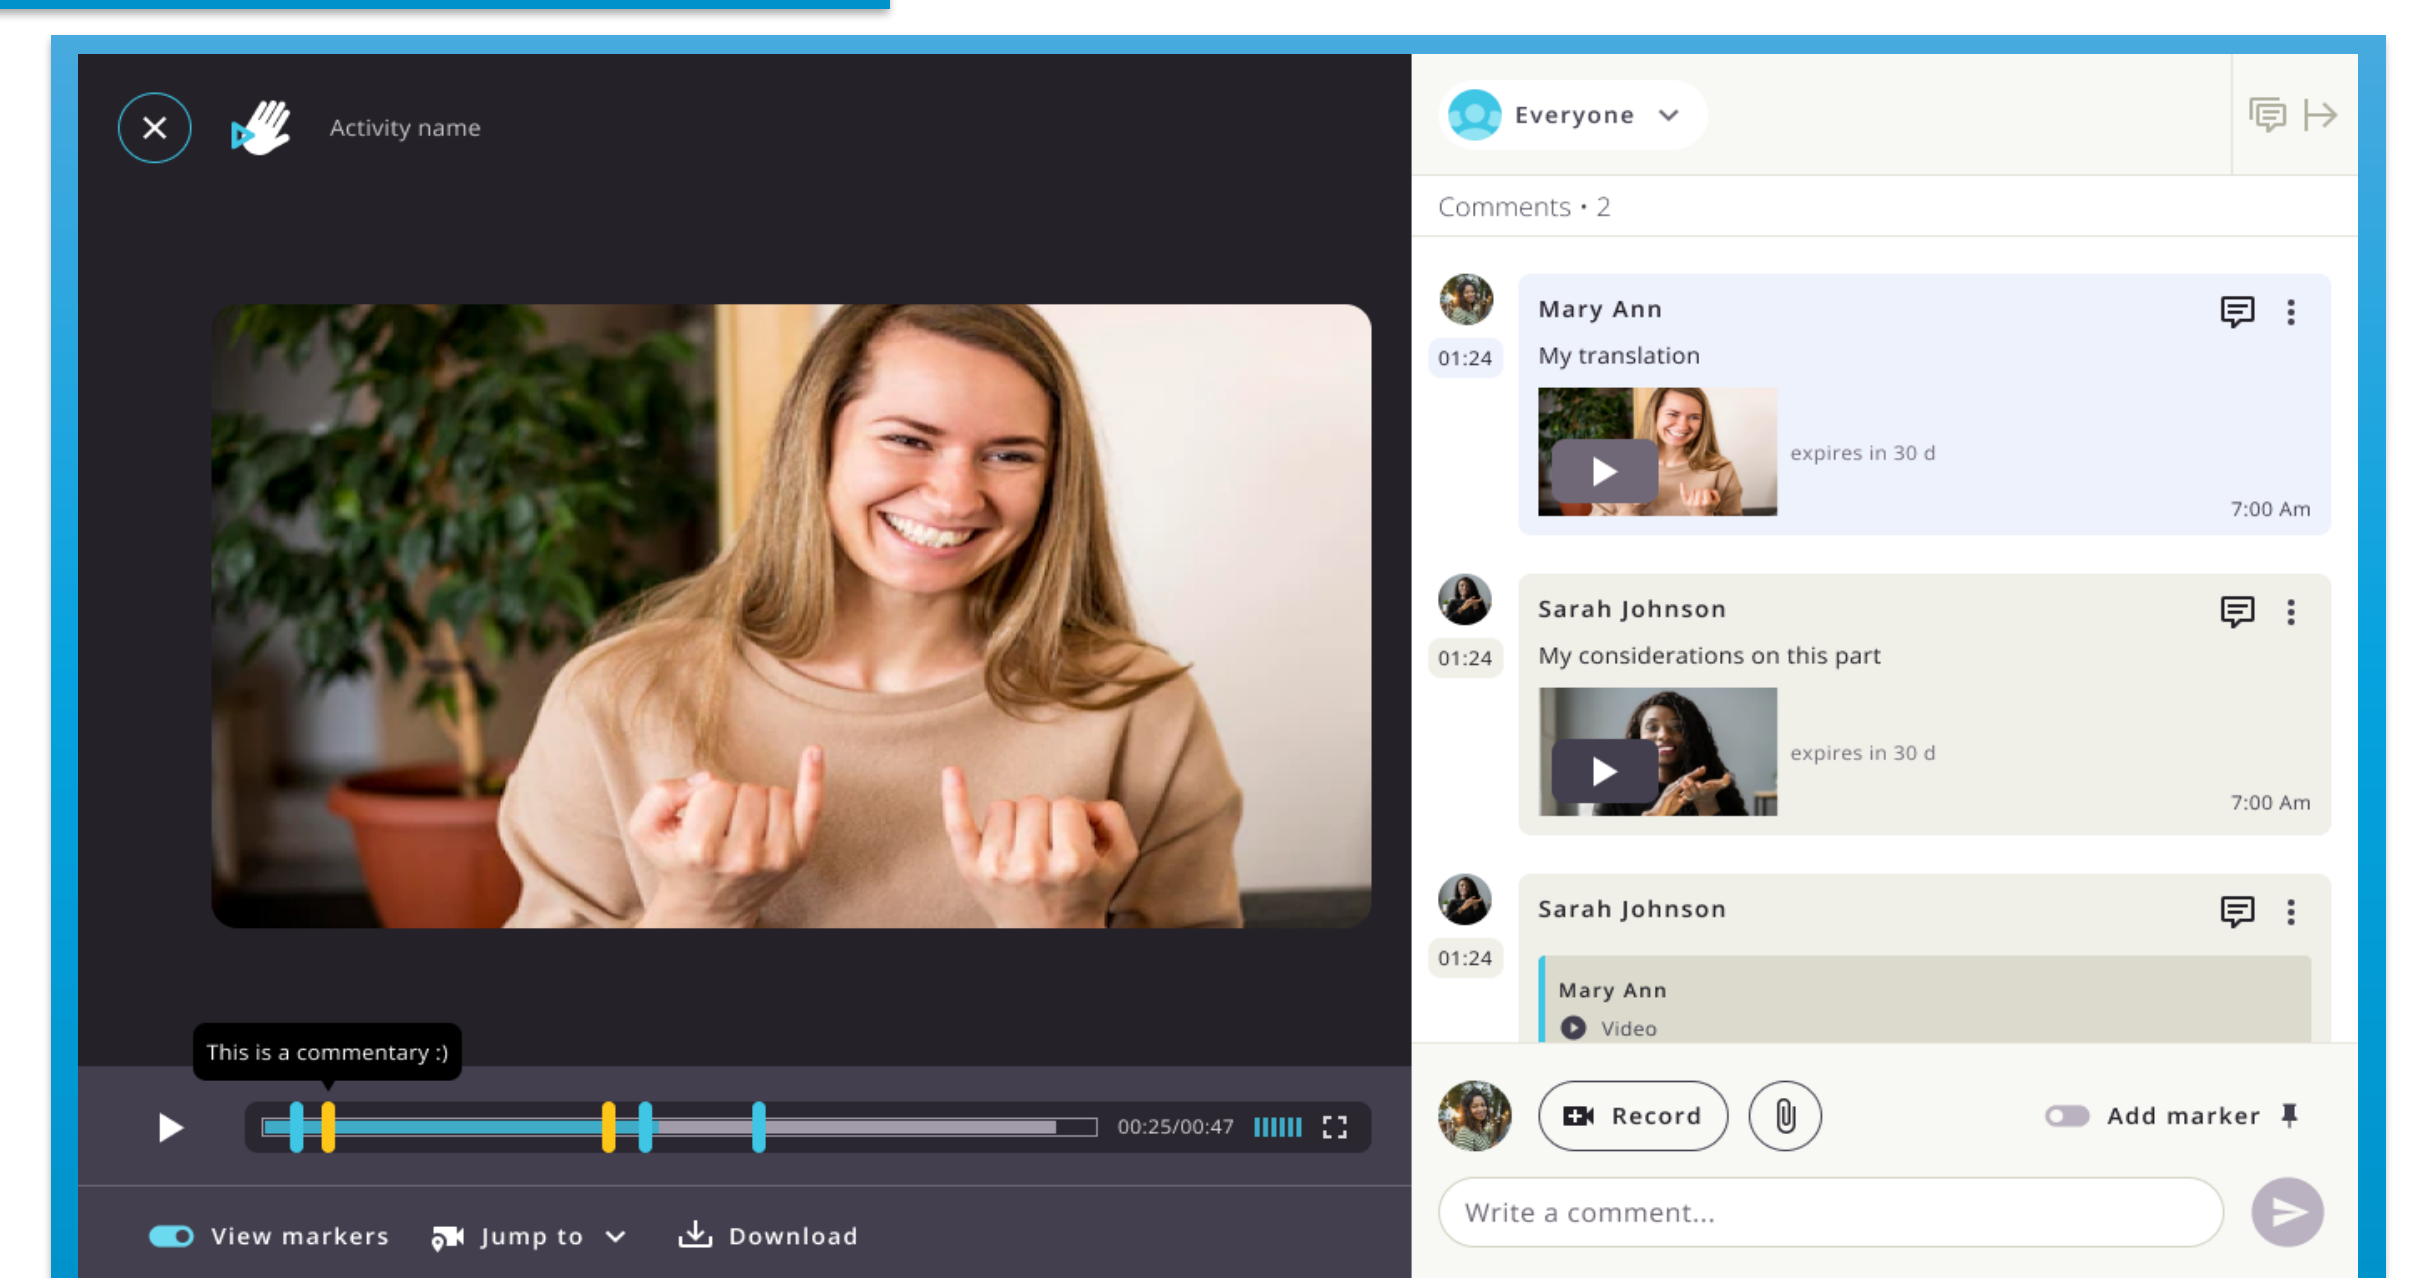 Activity name
This is a commentary :)
00:25/00:47
View markers
Jump to
Download
Everyone
Comments • 2
Mary Ann
01:24
My translation
expires in 30 d
7:00 Am
Sarah Johnson
01:24
My considerations on this part
expires in 30 d
7:00 Am
Sarah Johnson
01:24
Mary Ann
Video
Record
Add marker
Write a comment...